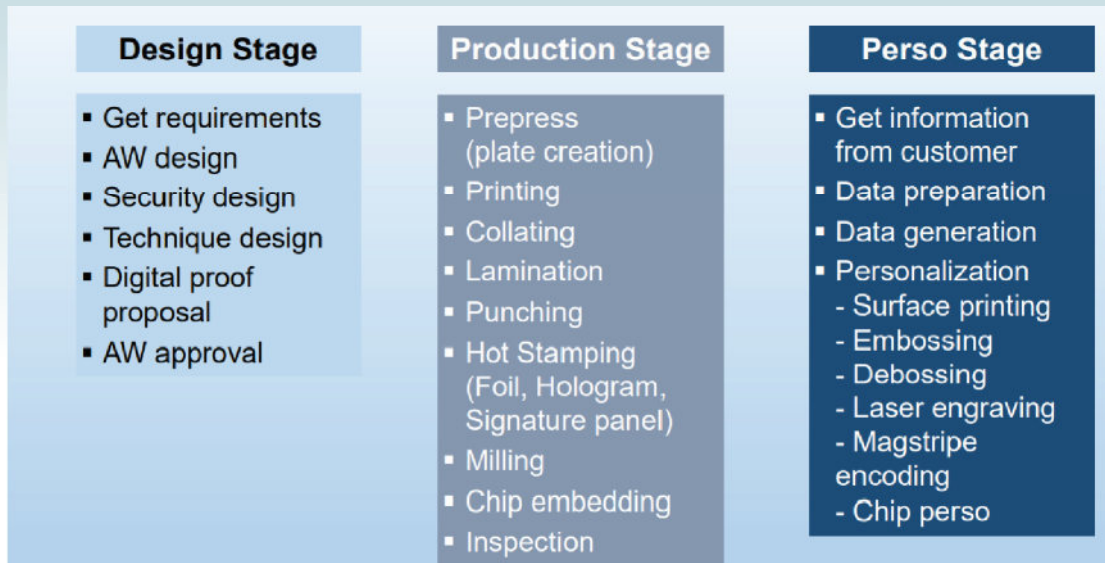 Design Stage
▪ Get requirements
▪ AW design
▪ Security design
▪ Technique design
▪ Digital proof
proposal
▪ AW approval
Production Stage
▪ Prepress
(plate creation)
▪ Printing
▪ Collating
▪ Lamination
▪ Punching
▪ Hot Stamping
(Foil, Hologram,
Signature panel)
▪ Milling
▪ Chip embedding
▪ Inspection
Perso Stage
▪ Get information
from customer
▪ Data preparation
▪ Data generation
▪ Personalization
- Surface printing
- Embossing
- Debossing
- Laser engraving
- Magstripe
encoding
- Chip perso